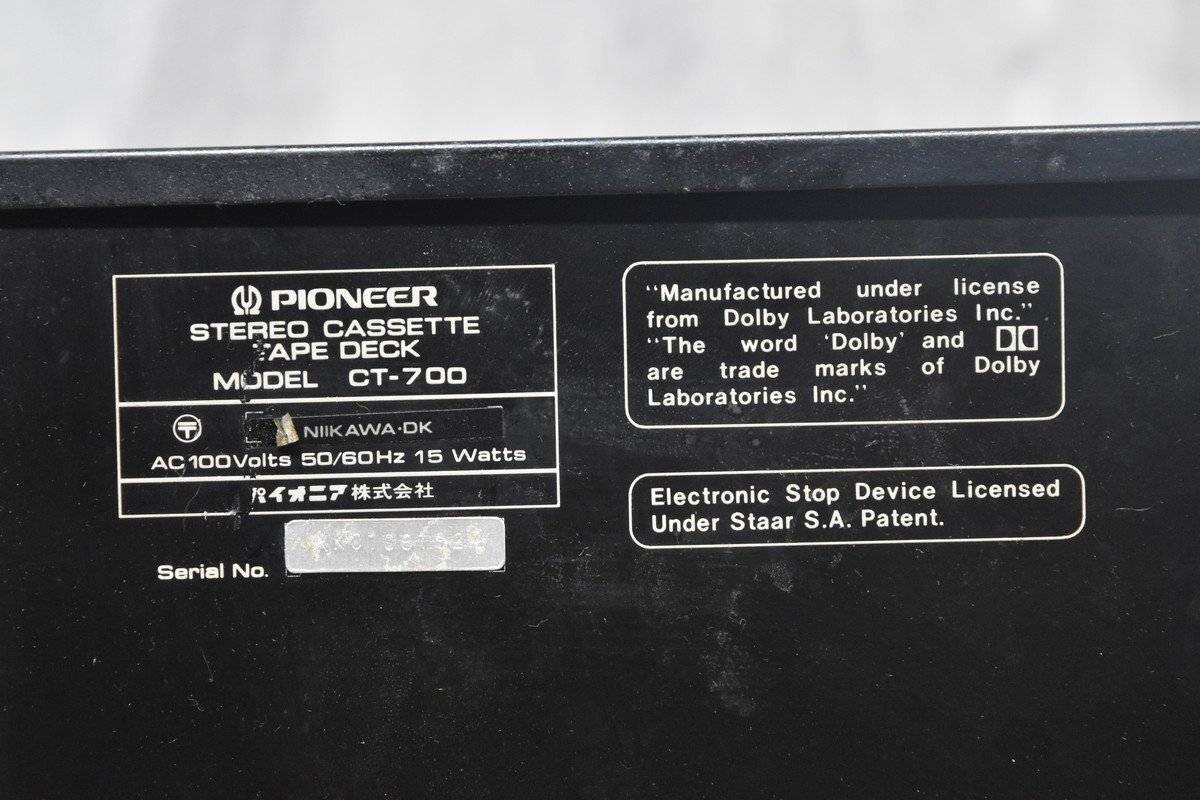 PIONEER
STEREO CASSETTE
TAPE DECK
MODEL CT-700
〒 NIIKAWA·DK
AC 100Volts 50/60Hz 15 Watts
パイオニア株式会社
Serial No.
"Manufactured under license
from Dolby Laboratories Inc."
"The word 'Dolby' and
are trade marks of Dolby
Laboratories Inc."
Electronic Stop Device Licensed
Under Staar S.A. Patent.